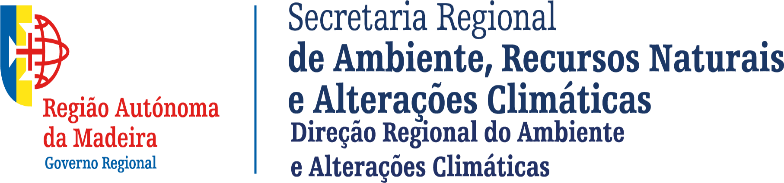 Região Autónoma
da Madeira
Governo Regional
Secretaria Regional
de Ambiente, Recursos Naturais
e Alterações Climáticas
Direção Regional do Ambiente
e Alterações Climáticas